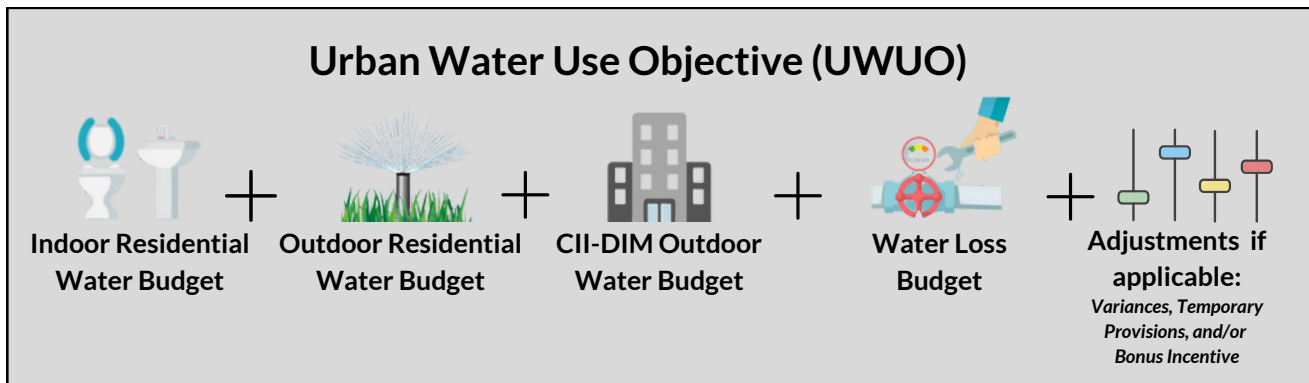 Urban Water Use Objective (UWUO)
Indoor Residential
Water Budget
Outdoor Residential
Water Budget
CII-DIM Outdoor
Water Budget
Water Loss
Budget
Adjustments if
applicable:
Variances, Temporary
Provisions, and/or
Bonus Incentive